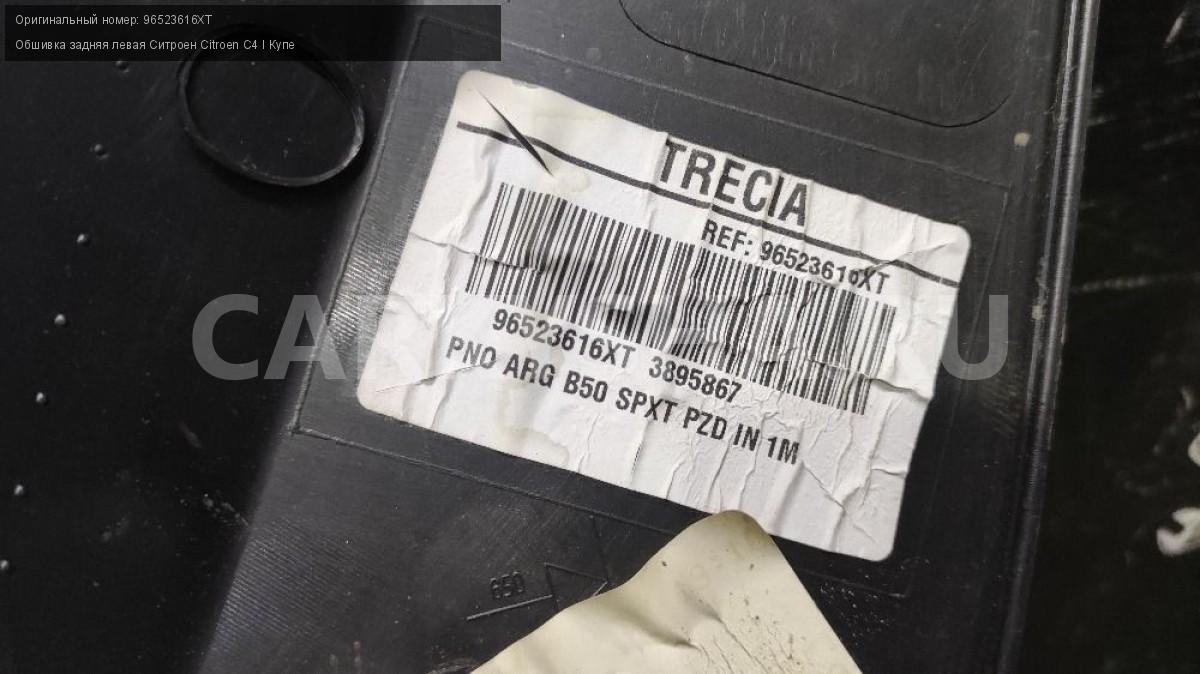 Оригинальный номер: 96523616XT
Обшивка задняя левая Ситроен Citroen C4 I Купе
TRECIA
REF: 96523616XT
96523616XT 3895867
PNO ARG B50 SPXT PZD IN 1M
650